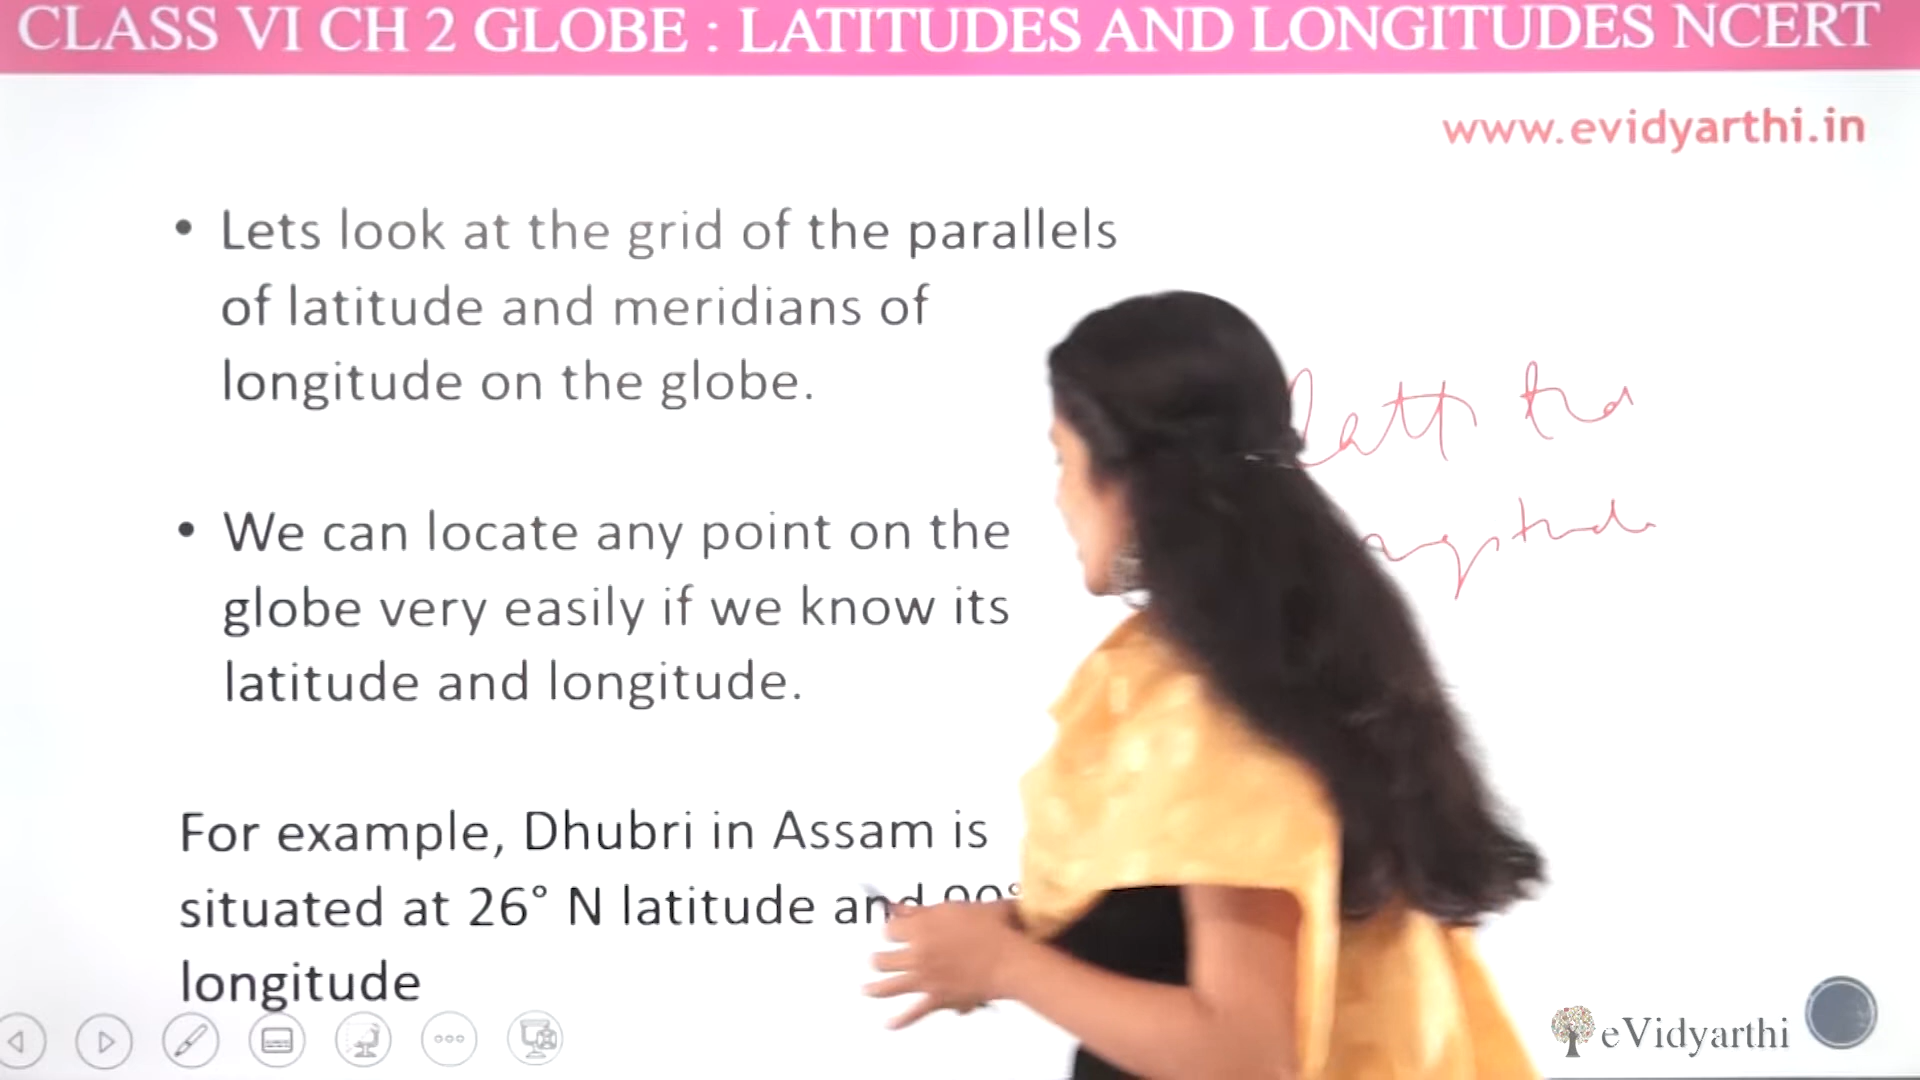 CLASS VI CH 2 GLOBE : LATITUDES AND LONGITUDES NCERT
www.evidyarthi.in
• Lets look at the grid of the parallels
of latitude and meridians of
longitude on the globe.
• We can locate any point on the
globe very easily if we know its
latitude and longitude.
For example, Dhubri in Assam is
situated at 26° N latitude and
longitude
eVidyarthi